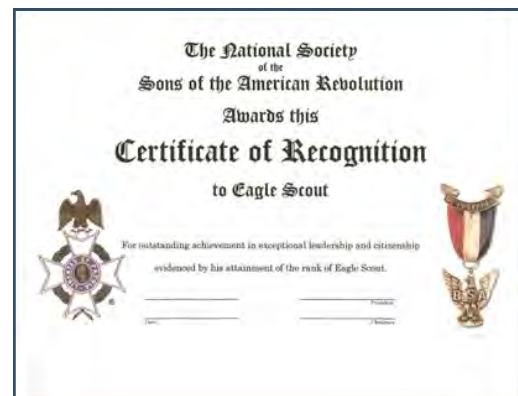 The National Society
of the
Sons of the American Revolution
Awards this
Certificate of Recognition
to Eagle Scout
For outstanding achievement in exceptional leadership and citizenship
evidenced by his attainment of the rank of Eagle Scout.
President
Date
Chairman
BSA